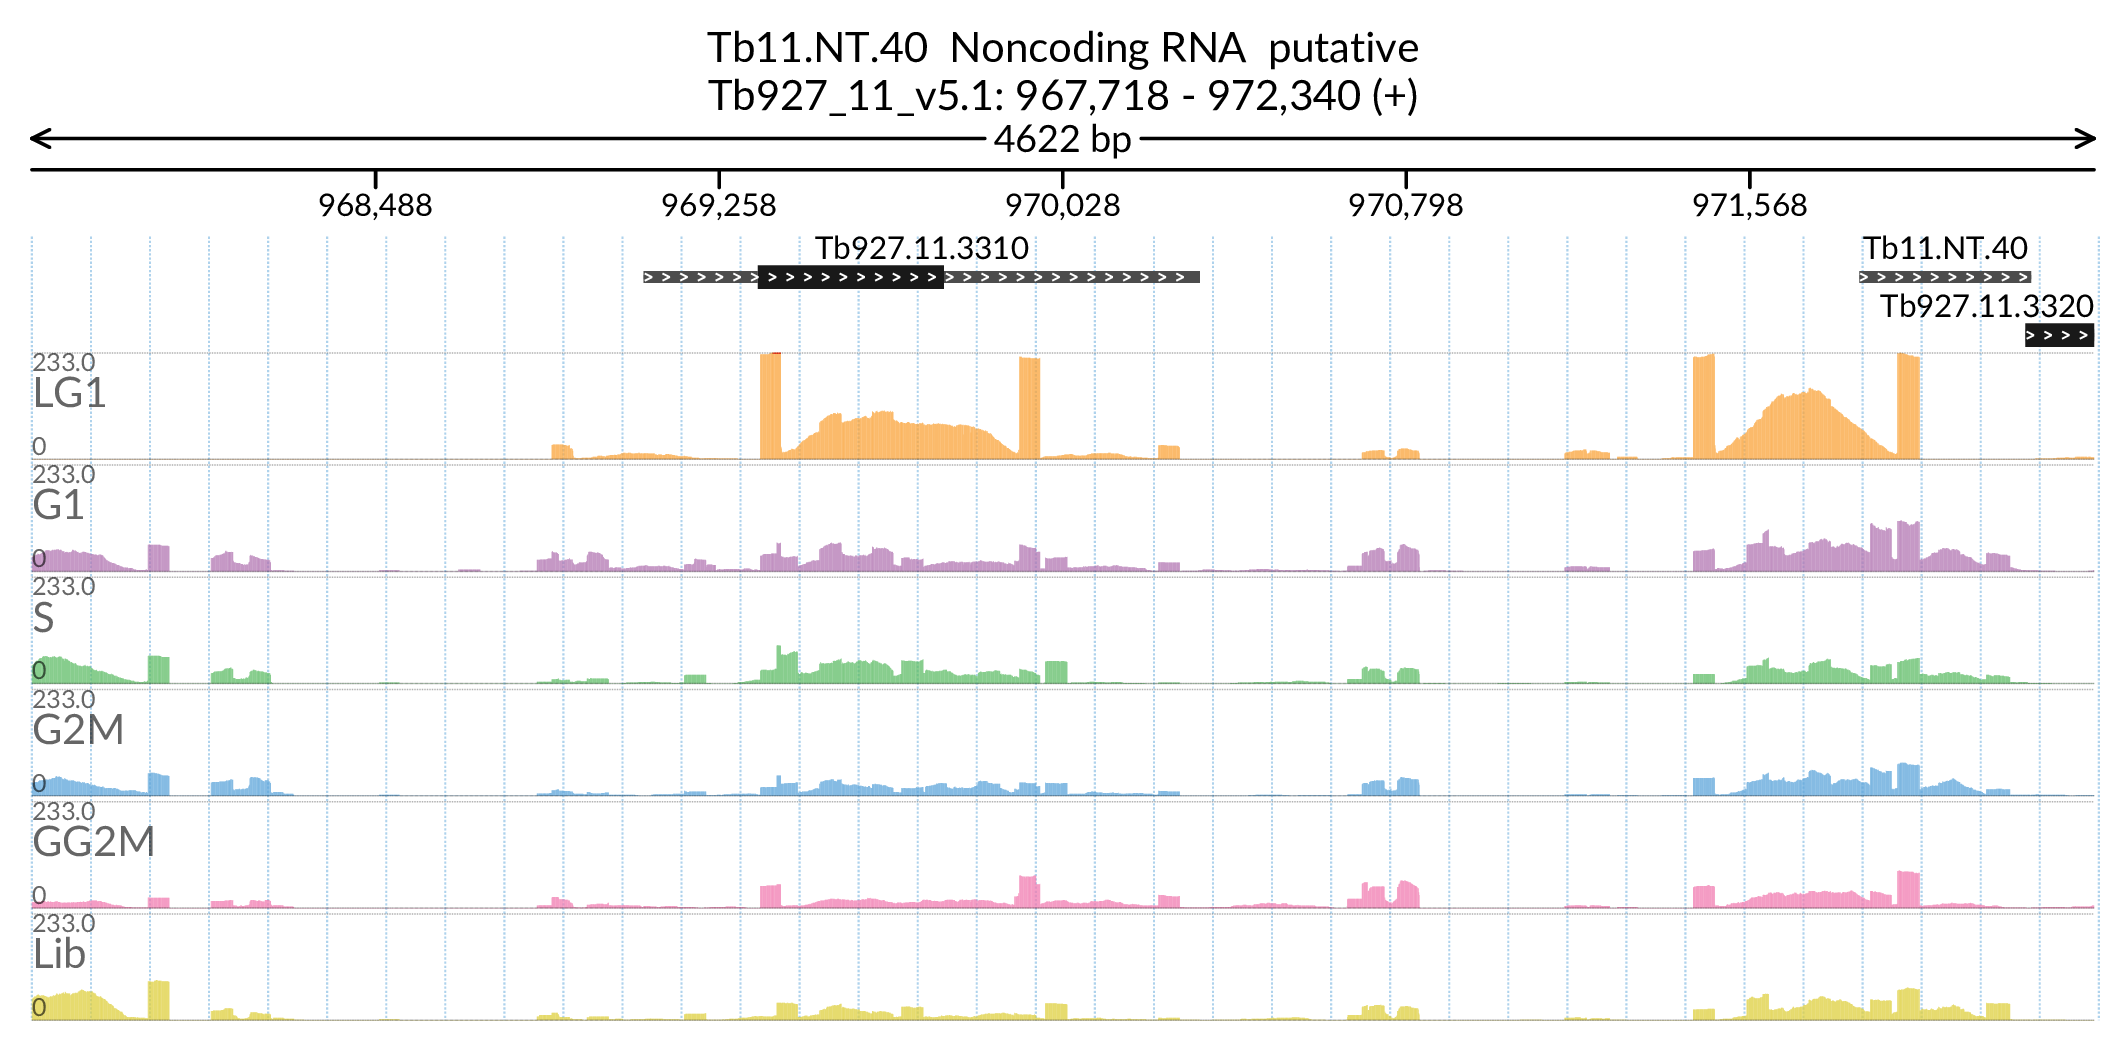 Tb11.NT.40 Noncoding RNA putative
Tb927_11_v5.1: 967,718 - 972,340 (+)
4622 bp
968,488 969,258 970,028 970,798 971,568
Tb927.11.3310 Tb11.NT.40
Tb927.11.3320
233.0
LG1
0
233.0
G1
0
233.0
S
0
233.0
G2M
0
233.0
GG2M
0
233.0
Lib
0